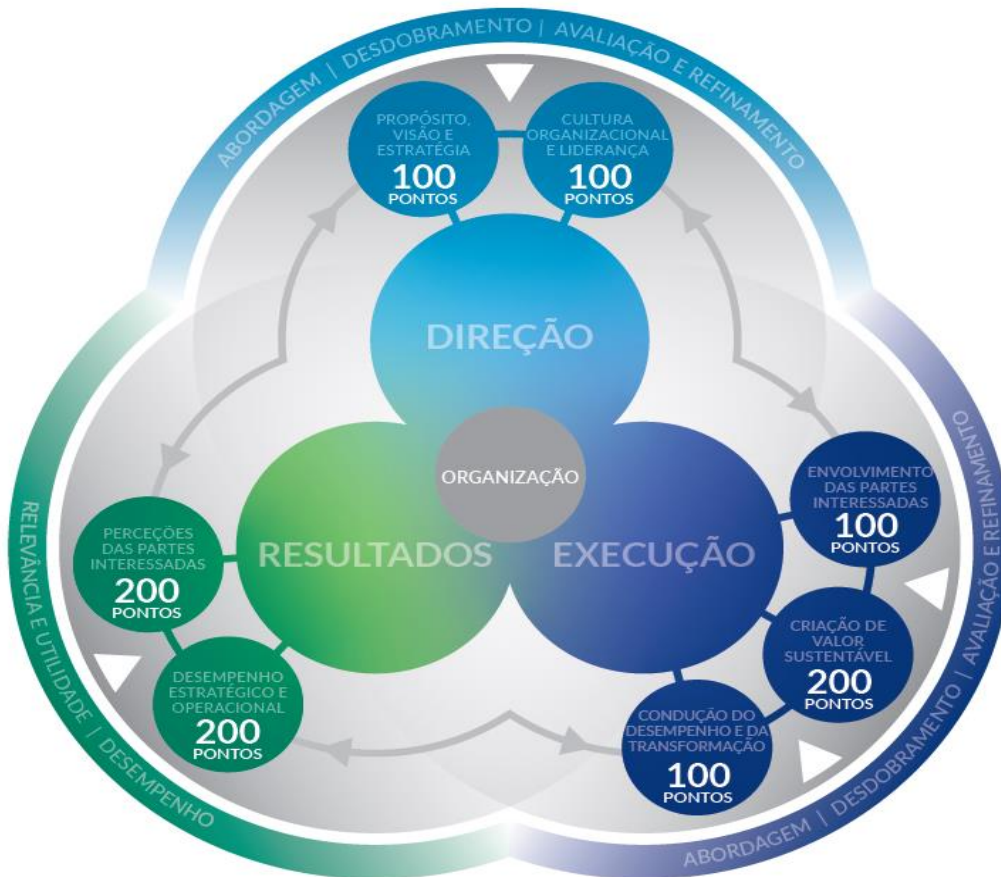 ABORDAGEM | DESDOBRAMENTO | AVALIAÇÃO E REFINAMENTO
PROPÓSITO,
VISÃO E
ESTRATÉGIA
100
PONTOS
CULTURA
ORGANIZACIONAL
E LIDERANÇA
100
PONTOS
DIREÇÃO
ORGANIZAÇÃO
RESULTADOS
EXECUÇÃO
ENVOLVIMENTO
DAS PARTES
INTERESSADAS
100
PONTOS
CRIAÇÃO DE
VALOR
SUSTENTÁVEL
200
PONTOS
CONDUÇÃO DO
DESEMPENHO E DA
TRANSFORMAÇÃO
100
PONTOS
PERCEÇÕES
DAS PARTES
INTERESSADAS
200
PONTOS
DESEMPENHO
ESTRATÉGICO E
OPERACIONAL
200
PONTOS
RELEVÂNCIA E UTILIDADE | DESEMPENHO
ABORDAGEM | DESDOBRAMENTO | AVALIAÇÃO E REFINAMENTO